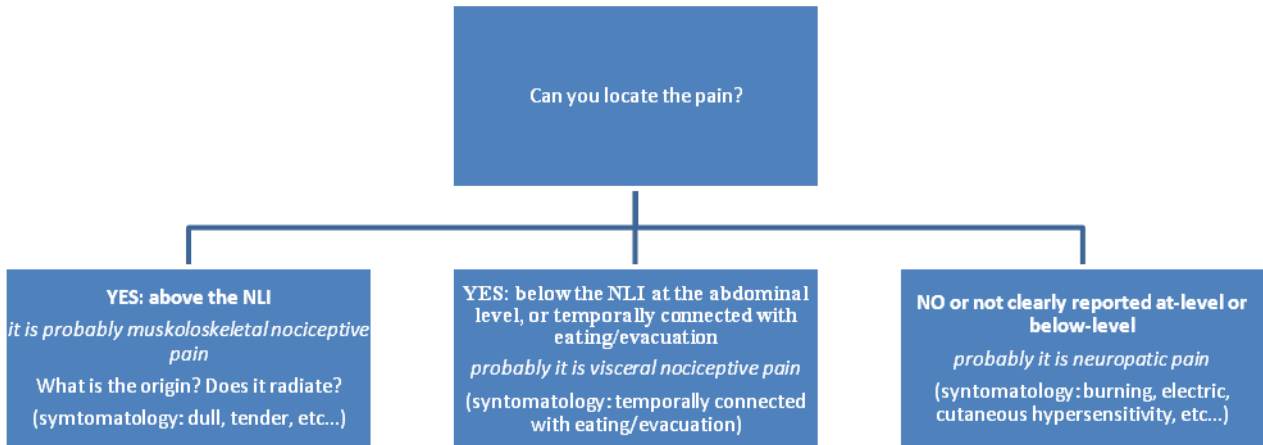 Can you locate the pain?
YES: above the NLI
it is probably muskoloskeletal nociceptive
pain
What is the origin? Does it radiate?
(symtomatology: dull, tender, etc...)
YES: below the NLI at the abdominal
level, or temporally connected with
eating/evacuation
probably it is visceral nociceptive pain
(syntomatology: temporally connected
with eating/evacuation)
NO or not clearly reported at-level or
below-level
probably it is neuropatic pain
(syntomatology: burning, electric,
cutaneous hypersensitivity, etc...)